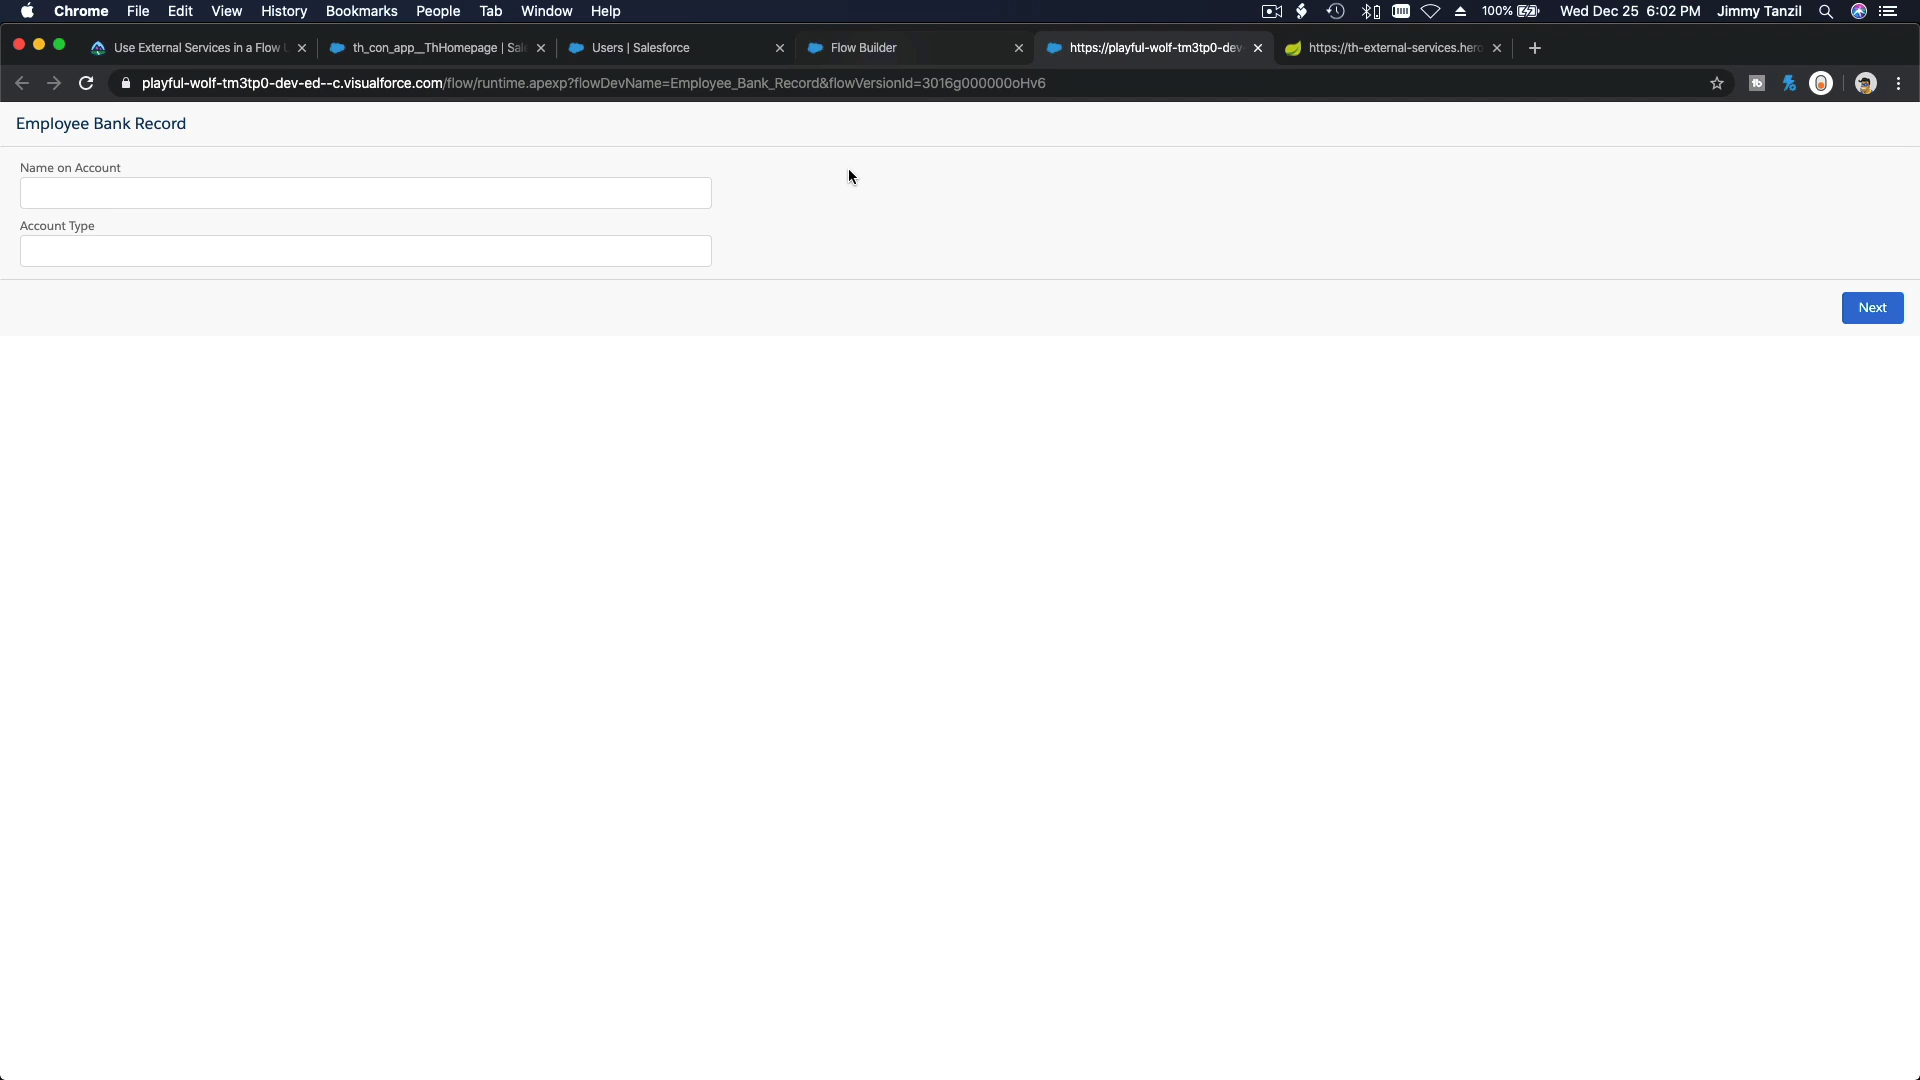 Chrome File Edit View History Bookmarks People Tab Window Help 100% Wed Dec 25 6:02 PM Jimmy Tanzil
Use External Services in a Flow th_con_app__ThHomepage | Sale Users | Salesforce Flow Builder https://playful-wolf-tm3tp0-dev- https://th-external-services.hero
playful-wolf-tm3tp0-dev-ed--c.visualforce.com/flow/runtime.apexp?flowDevName=Employee_Bank_Record&flowVersionId=3016g000000oHv6
Employee Bank Record
Name on Account
Account Type
Next